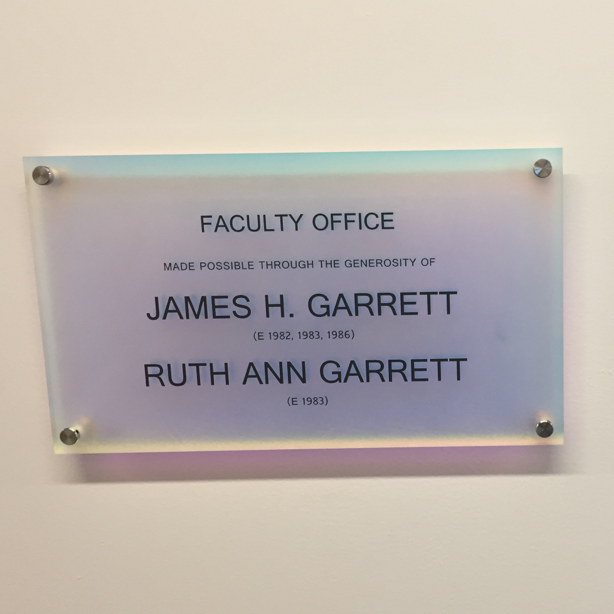 FACULTY OFFICE
MADE POSSIBLE THROUGH THE GENEROSITY OF
JAMES H. GARRETT
(E 1982, 1983, 1986)
RUTH ANN GARRETT
(E 1983)